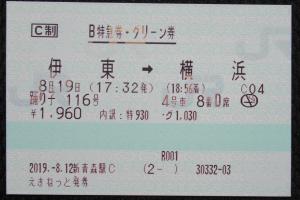 C制 B特急券・グリーン券
伊東 → 横浜
8月19日 (17:32発) (18:56着) C04
踊り子 116号 4号車 8番D席
￥1,960 内訳:特930・グ1,030
R001
2019.-8.12新青森駅C (2-) 30332-03
えきねっと発券